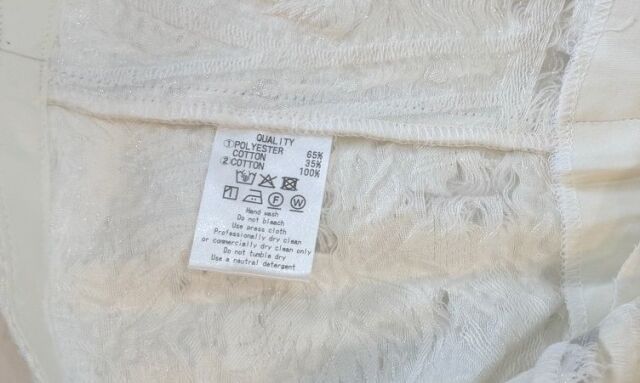 QUALITY
①POLYESTER 65%
COTTON 35%
②COTTON 100%
F W
Hand wash
Do not bleach
Use press cloth
Professionally dry clean
or commercially dry clean only
Do not tumble dry
Use a neutral detergent